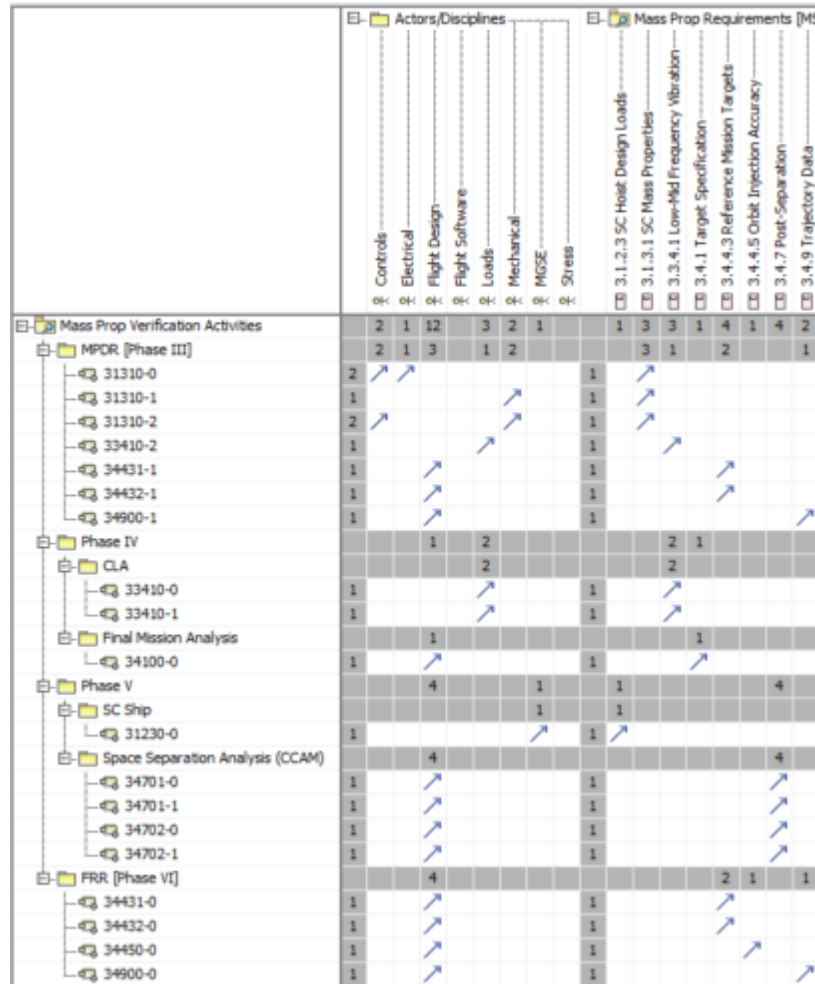 Actors/Disciplines
Mass Prop Requirements [MS
Controls
Electrical
Flight Design
Flight Software
Loads
Mechanical
MGSE
Stress
3.1.2.3 SC Hoist Design Loads
3.1.3.1 SC Mass Properties
3.3.4.1 Low-Mid Frequency Vibration
3.4.1 Target Specification
3.4.4.3 Reference Mission Targets
3.4.4.5 Orbit Injection Accuracy
3.4.7 Post-Separation
3.4.9 Trajectory Data
Mass Prop Verification Activities 2 1 12 3 2 1 1 3 3 1 4 1 4 2
MPDR [Phase III] 2 1 3 1 2 3 1 2 1
31310-0 2 1
31310-1 1 1
31310-2 2 1
33410-2 1 1
34431-1 1 1
34432-1 1 1
34900-1 1 1
Phase IV 1 2 2 1
CLA 2 2
33410-0 1 1
33410-1 1 1
Final Mission Analysis 1 1
34100-0 1 1
Phase V 4 1 1 4
SC Ship 1 1
31230-0 1 1
Space Separation Analysis (CCAM) 4 4
34701-0 1 1
34701-1 1 1
34702-0 1 1
34702-1 1 1
FRR [Phase VI] 4 2 1 1
34431-0 1 1
34432-0 1 1
34450-0 1 1
34900-0 1 1